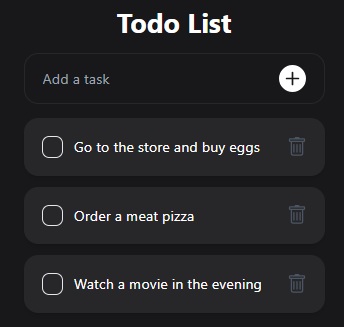 Todo List
Add a task
Go to the store and buy eggs
Order a meat pizza
Watch a movie in the evening